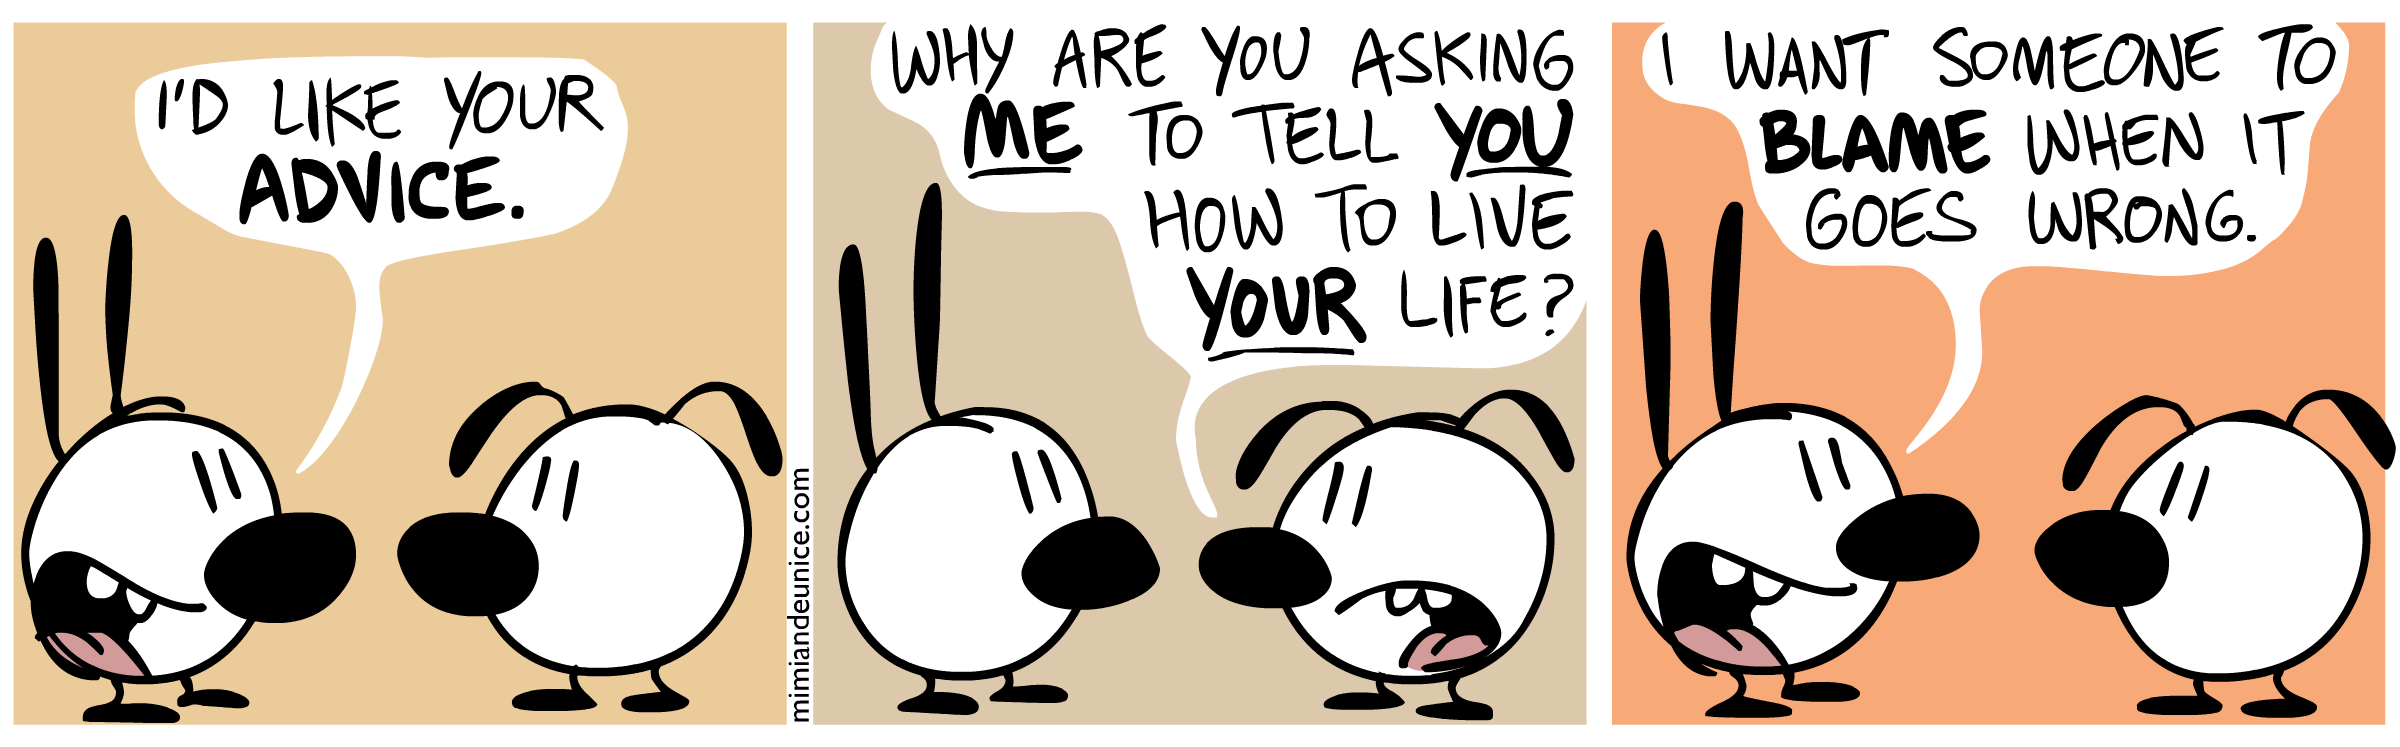 I'D LIKE YOUR
ADVICE.
WHY ARE YOU ASKING
ME TO TELL YOU
HOW TO LIVE
YOUR LIFE?
I WANT SOMEONE TO
BLAME WHEN IT
GOES WRONG.
mimiandeunice.com